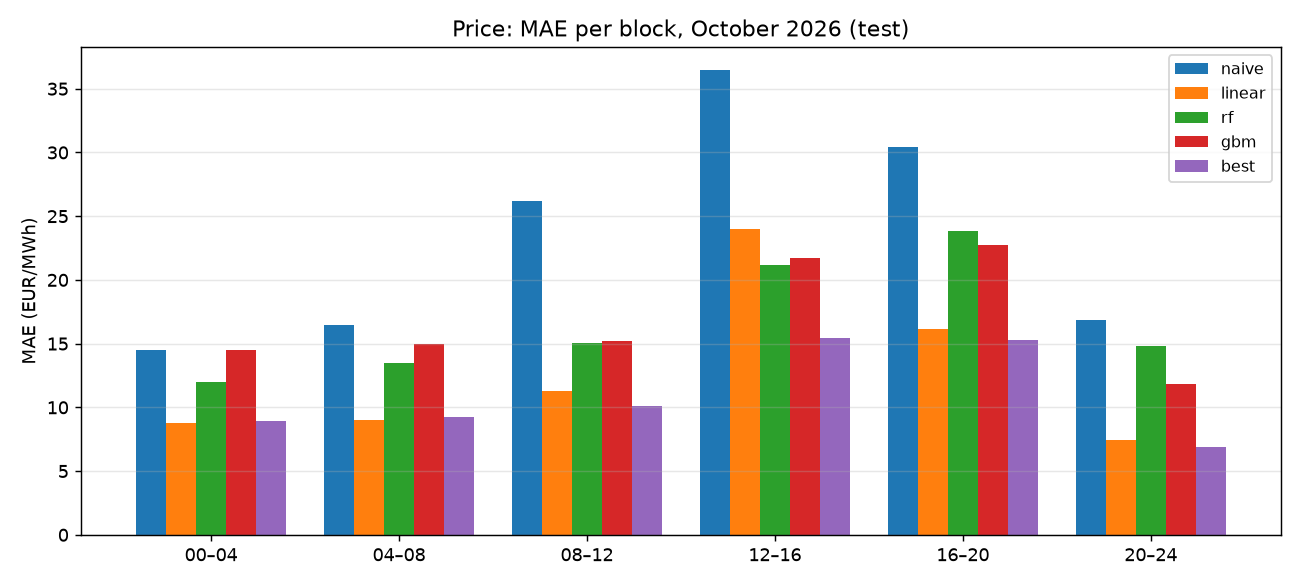 Price: MAE per block, October 2026 (test)
naive
linear
rf
gbm
best
MAE (EUR/MWh)
35
30
25
20
15
10
5
0
00–04 04–08 08–12 12–16 16–20 20–24